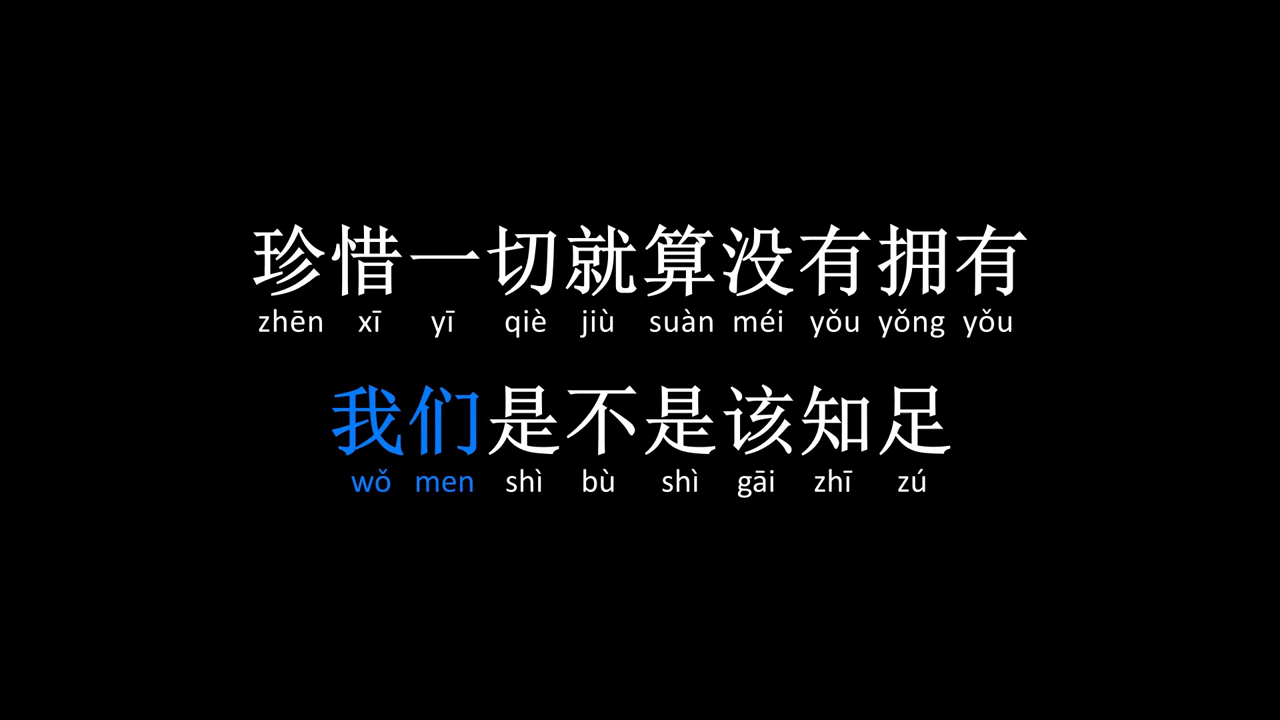 珍惜一切就算没有拥有
zhēn xī yī qiè jiù suàn méi yǒu yǒng yǒu
我们是不是该知足
wǒ men shì bù shì gāi zhī zú